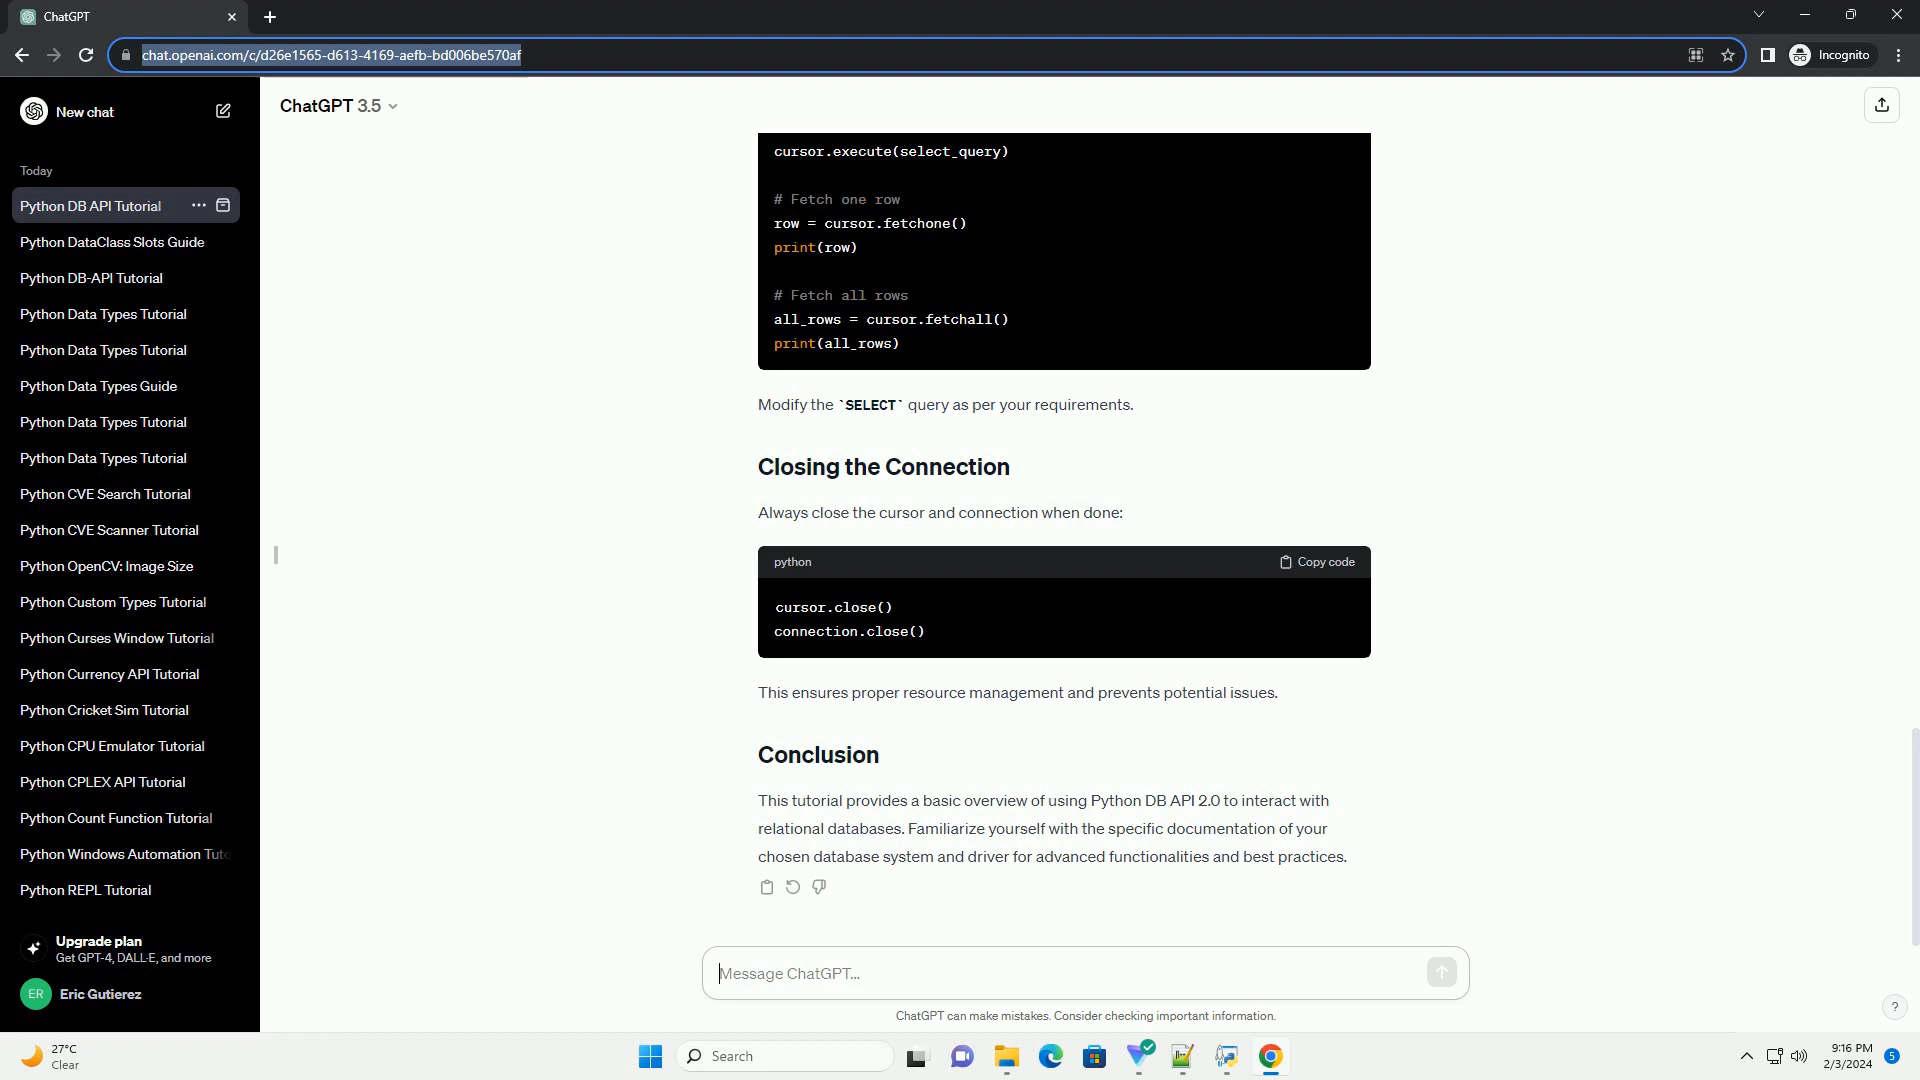 ChatGPT
chat.openai.com/c/d26e1565-d613-4169-aefb-bd006be570af
Incognito
New chat
Today
Python DB API Tutorial
Python DataClass Slots Guide
Python DB-API Tutorial
Python Data Types Tutorial
Python Data Types Tutorial
Python Data Types Guide
Python Data Types Tutorial
Python Data Types Tutorial
Python CVE Search Tutorial
Python CVE Scanner Tutorial
Python OpenCV: Image Size
Python Custom Types Tutorial
Python Curses Window Tutorial
Python Currency API Tutorial
Python Cricket Sim Tutorial
Python CPU Emulator Tutorial
Python CPLEX API Tutorial
Python Count Function Tutorial
Python Windows Automation Tuto
Python REPL Tutorial
Upgrade plan
Get GPT-4, DALL·E, and more
ER Eric Gutierez
ChatGPT 3.5
cursor.execute(select_query)
# Fetch one row
row = cursor.fetchone()
print(row)
# Fetch all rows
all_rows = cursor.fetchall()
print(all_rows)
Modify the `SELECT` query as per your requirements.
Closing the Connection
Always close the cursor and connection when done:
python Copy code
cursor.close()
connection.close()
This ensures proper resource management and prevents potential issues.
Conclusion
This tutorial provides a basic overview of using Python DB API 2.0 to interact with
relational databases. Familiarize yourself with the specific documentation of your
chosen database system and driver for advanced functionalities and best practices.
Message ChatGPT...
ChatGPT can make mistakes. Consider checking important information.
?
27°C
Clear
Search
9:16 PM
2/3/2024
5